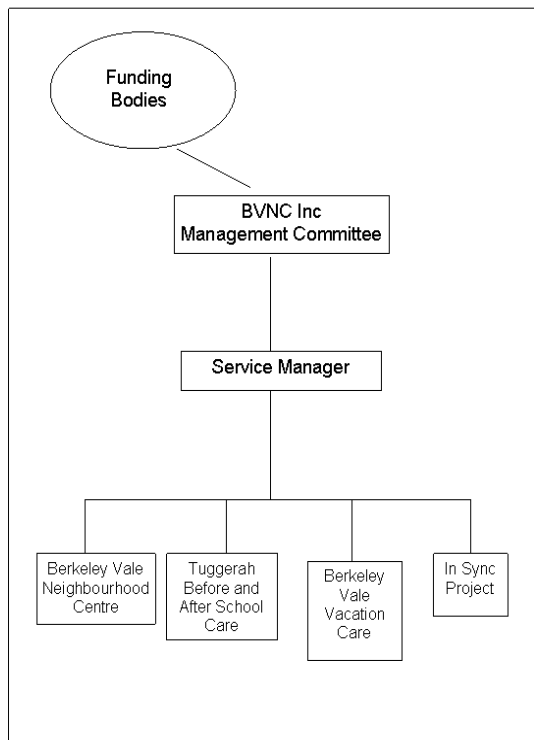 Funding
Bodies
BVNC Inc
Management Committee
Service Manager
Berkeley Vale
Neighbourhood
Centre
Tuggerah
Before and
After School
Care
Berkeley
Vale
Vacation
Care
In Sync
Project